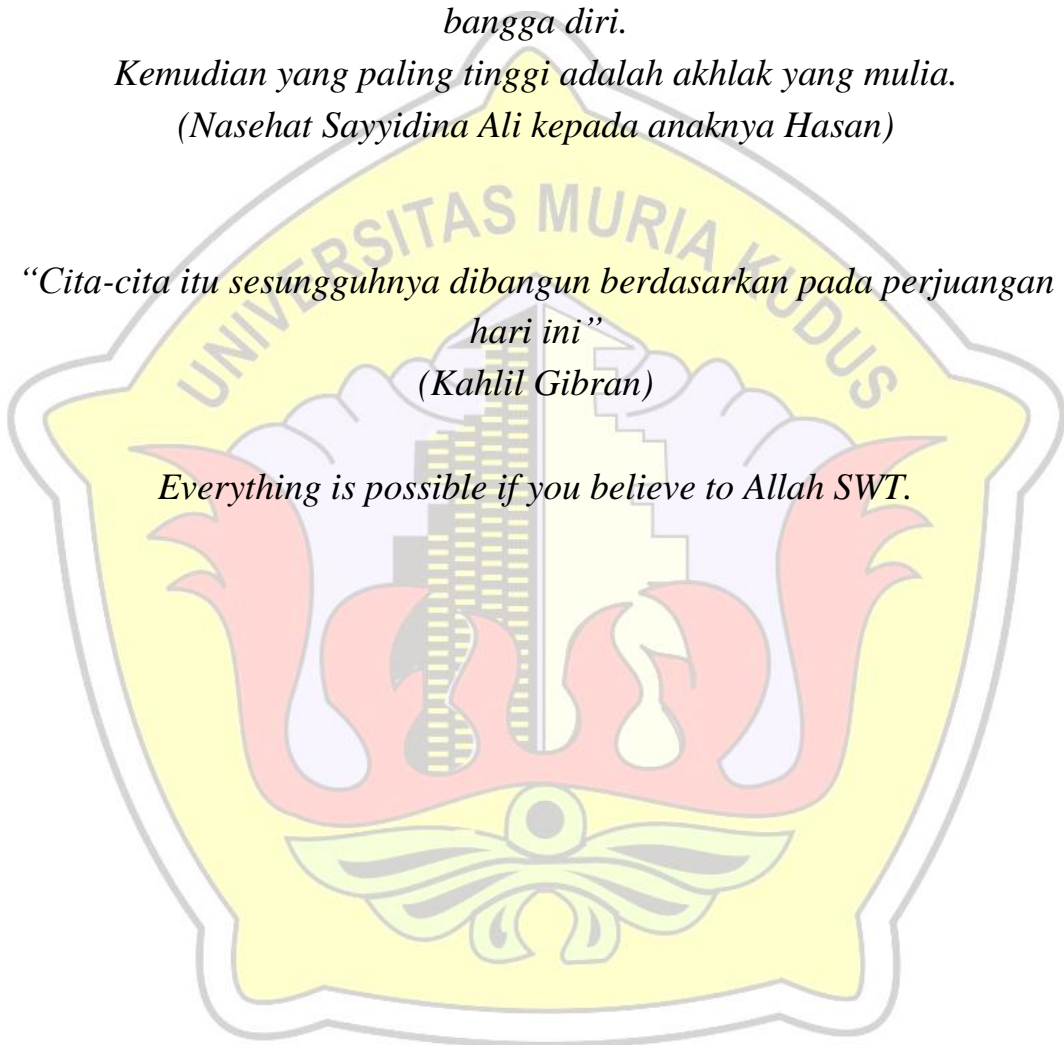 bangga diri.
Kemudian yang paling tinggi adalah akhlak yang mulia.
(Nasehat Sayyidina Ali kepada anaknya Hasan)
UNIVERSITAS MURIA KUDUS
“Cita-cita itu sesungguhnya dibangun berdasarkan pada perjuangan
hari ini”
(Kahlil Gibran)
Everything is possible if you believe to Allah SWT.